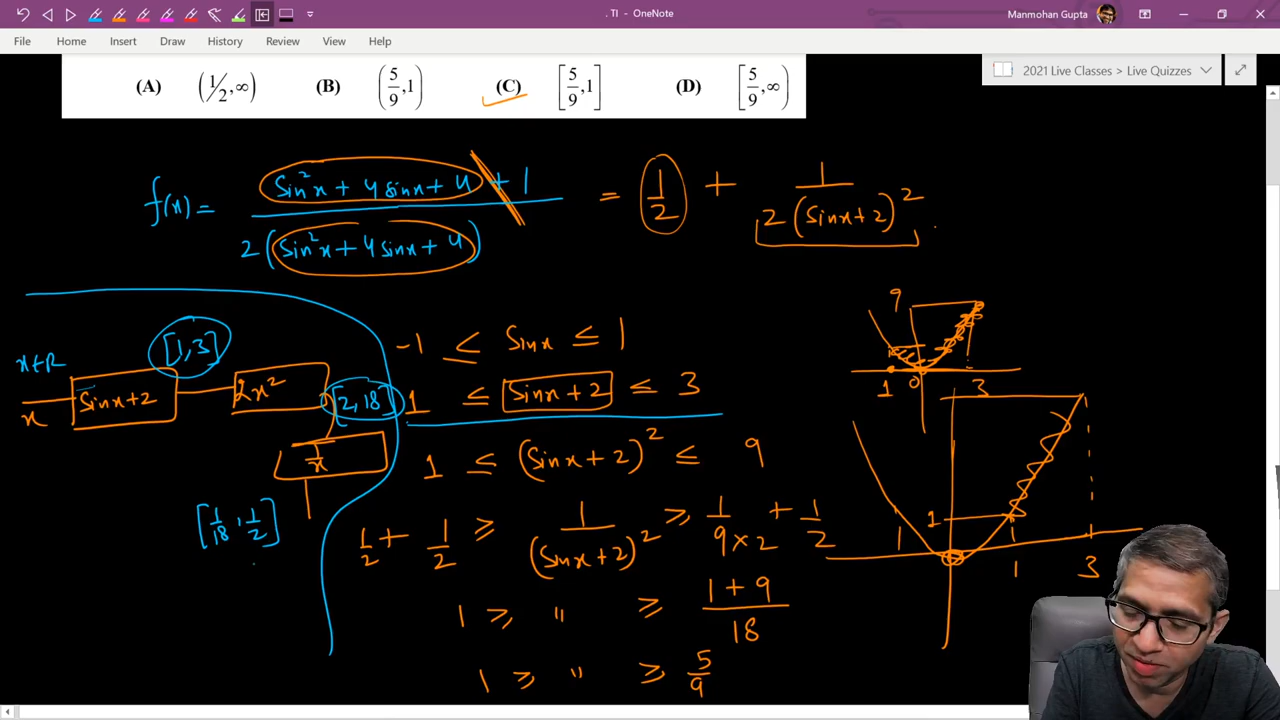 . TI - OneNote
Manmohan Gupta
File Home Insert Draw History Review View Help
2021 Live Classes > Live Quizzes
(A) (1/2, ∞) (B) (5/9, 1) (C) [5/9, 1] (D) [5/9, ∞)
f(x) = (sin²x + 4 sinx + 4 + 1) / 2(sin²x + 4 sinx + 4) = 1/2 + 1 / 2(sinx+2)²
x∈R
[1,3]
x sinx+2 2x² [2,18]
1/x
[1/18, 1/2]
-1 ≤ sinx ≤ 1
1 ≤ sinx+2 ≤ 3
1 ≤ (sinx+2)² ≤ 9
1/2 + 1/2 ≥ 1/(sinx+2)² ≥ 1/9×2 + 1/2
1 ≥ " ≥ (1+9)/18
1 ≥ " ≥ 5/9
9
1 0 3
1
1 1 3